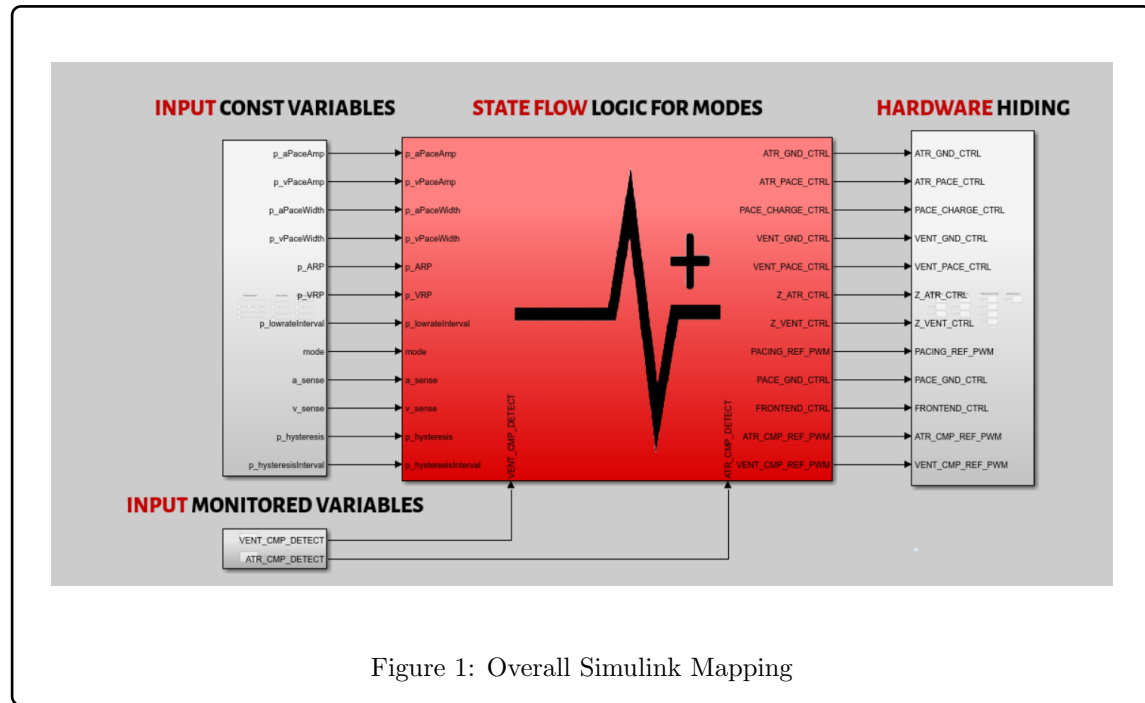 INPUT CONST VARIABLES
STATE FLOW LOGIC FOR MODES
HARDWARE HIDING
p_aPaceAmp
p_vPaceAmp
p_aPaceWidth
p_vPaceWidth
p_ARP
p_VRP
p_lowrateInterval
mode
a_sense
v_sense
p_hysteresis
p_hysteresisInterval
p_aPaceAmp
p_vPaceAmp
p_aPaceWidth
p_vPaceWidth
p_ARP
p_VRP
p_lowrateInterval
mode
a_sense
v_sense
p_hysteresis
p_hysteresisInterval
VENT_CMP_DETECT
ATR_CMP_DETECT
ATR_GND_CTRL
ATR_PACE_CTRL
PACE_CHARGE_CTRL
VENT_GND_CTRL
VENT_PACE_CTRL
Z_ATR_CTRL
Z_VENT_CTRL
PACING_REF_PWM
PACE_GND_CTRL
FRONTEND_CTRL
ATR_CMP_REF_PWM
VENT_CMP_REF_PWM
ATR_GND_CTRL
ATR_PACE_CTRL
PACE_CHARGE_CTRL
VENT_GND_CTRL
VENT_PACE_CTRL
Z_ATR_CTRL
Z_VENT_CTRL
PACING_REF_PWM
PACE_GND_CTRL
FRONTEND_CTRL
ATR_CMP_REF_PWM
VENT_CMP_REF_PWM
INPUT MONITORED VARIABLES
VENT_CMP_DETECT
ATR_CMP_DETECT
Figure 1: Overall Simulink Mapping